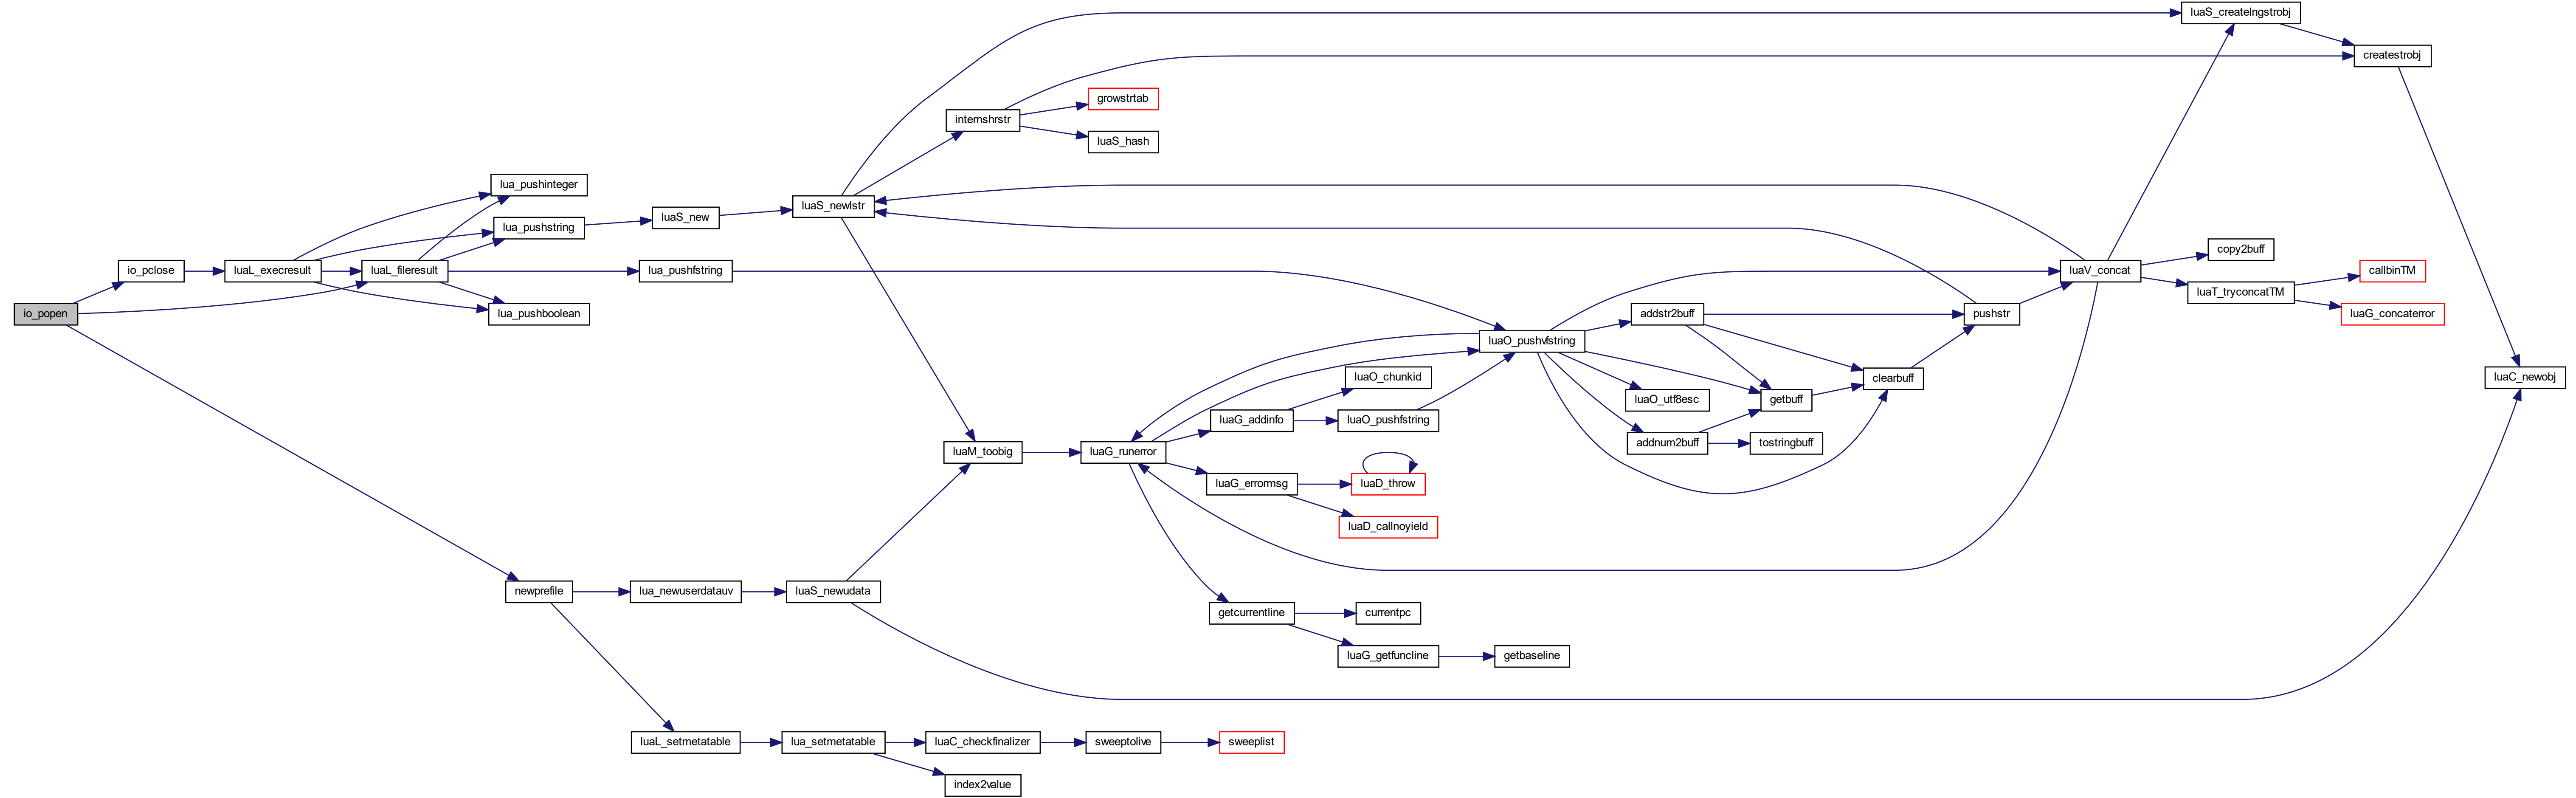 luaS_createlngstrobj
createstrobj
growstrtab
internshrstr
luaS_hash
lua_pushinteger
luaS_newlstr
luaS_new
lua_pushstring
copy2buff
io_pclose
luaL_execresult
luaL_fileresult
lua_pushfstring
luaV_concat
callbinTM
luaT_tryconcatTM
io_popen
lua_pushboolean
addstr2buff
pushstr
luaG_concaterror
luaO_pushvfstring
luaO_chunkid
clearbuff
luaC_newobj
luaO_utf8esc
getbuff
luaG_addinfo
luaO_pushfstring
addnum2buff
tostringbuff
luaM_toobig
luaG_runerror
luaG_errormsg
luaD_throw
luaD_callnoyield
newprefile
lua_newuserdatauv
luaS_newudata
getcurrentline
currentpc
luaG_getfuncline
getbaseline
luaL_setmetatable
lua_setmetatable
luaC_checkfinalizer
sweeptolive
sweeplist
index2value